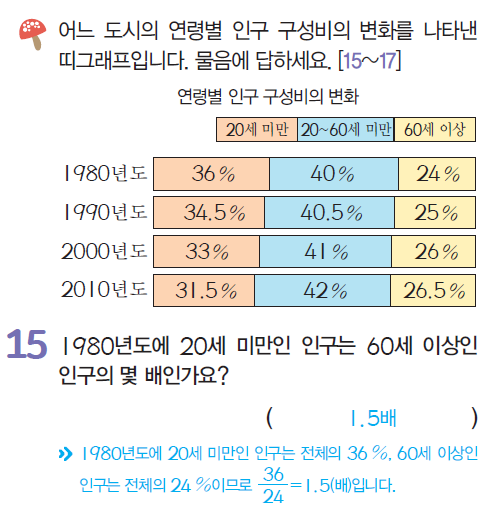 어느 도시의 연령별 인구 구성비의 변화를 나타낸
띠그래프입니다. 물음에 답하세요. [15~17]
연령별 인구 구성비의 변화
20세 미만 20~60세 미만 60세 이상
1980년도 36% 40% 24%
1990년도 34.5% 40.5% 25%
2000년도 33% 41% 26%
2010년도 31.5% 42% 26.5%
15 1980년도에 20세 미만인 인구는 60세 이상인
인구의 몇 배인가요?
( 1.5배 )
» 1980년도에 20세 미만인 인구는 전체의 36%, 60세 이상인
인구는 전체의 24%이므로 36/24=1.5(배)입니다.